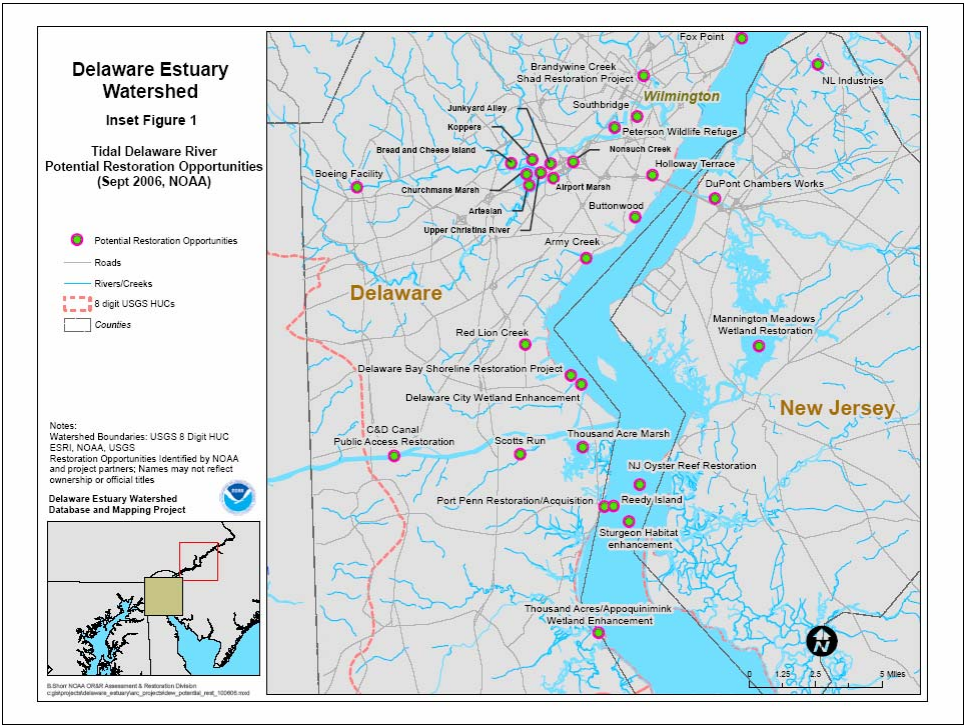 Delaware Estuary
Watershed
Inset Figure 1
Tidal Delaware River
Potential Restoration Opportunities
(Sept 2006, NOAA)
Potential Restoration Opportunities
Roads
Rivers/Creeks
8 digit USGS HUCs
Counties
Notes:
Watershed Boundaries: USGS 8 Digit HUC
ESRI, NOAA, USGS
Restoration Opportunities Identified by NOAA
and project partners; Names may not reflect
ownership or official titles
Delaware Estuary Watershed
Database and Mapping Project
B.Shorr NOAA OR&R Assessment & Restoration Division
Fox Point
NL Industries
Brandywine Creek
Shad Restoration Project
Wilmington
Southbridge
Peterson Wildlife Refuge
Junkyard Alley
Koppers
Bread and Cheese Island
Nonsuch Creek
Boeing Facility
Holloway Terrace
Churchmans Marsh
Airport Marsh
DuPont Chambers Works
Artesian
Buttonwood
Upper Christina River
Army Creek
Delaware
Mannington Meadows
Wetland Restoration
Red Lion Creek
Delaware Bay Shoreline Restoration Project
Delaware City Wetland Enhancement
New Jersey
C&D Canal
Public Access Restoration
Scotts Run
Thousand Acre Marsh
NJ Oyster Reef Restoration
Port Penn Restoration/Acquisition
Reedy Island
Sturgeon Habitat
enhancement
Thousand Acres/Appoquinimink
Wetland Enhancement
N
0 1.25 2.5 5 Miles